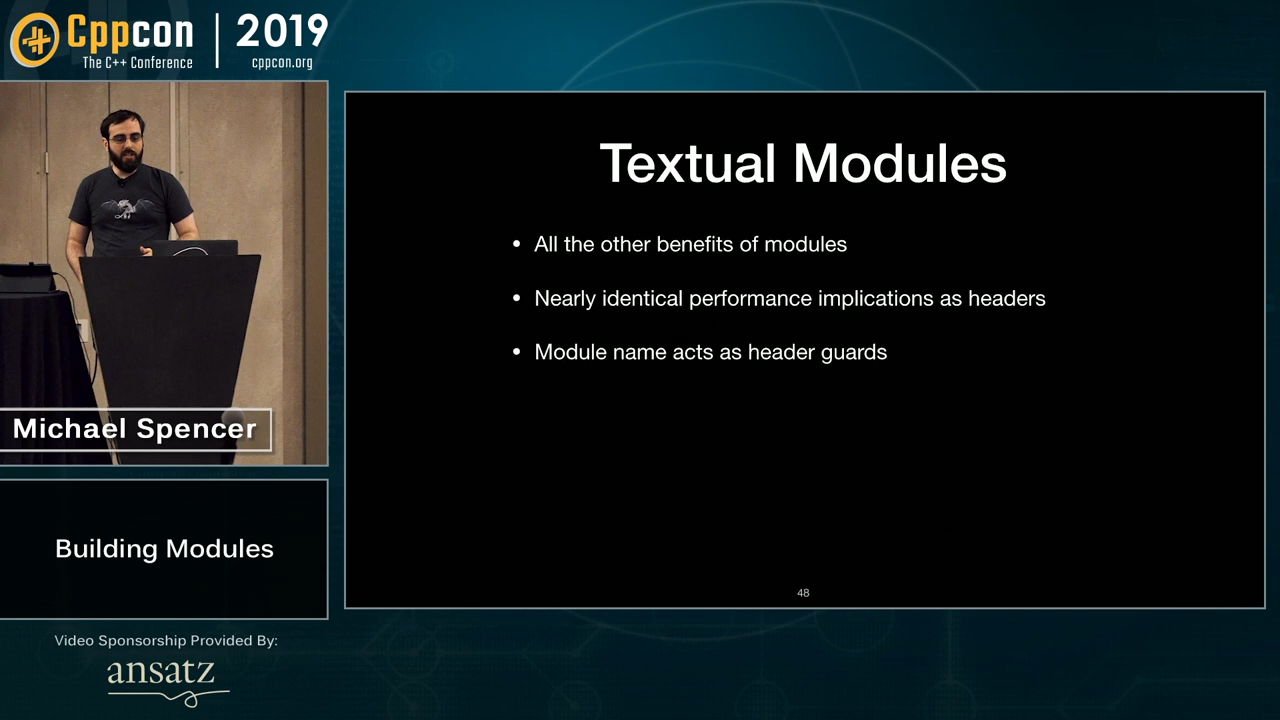 Cppcon
The C++ Conference
2019
cppcon.org
Textual Modules
• All the other benefits of modules
• Nearly identical performance implications as headers
• Module name acts as header guards
48
Michael Spencer
Building Modules
Video Sponsorship Provided By:
ansatz